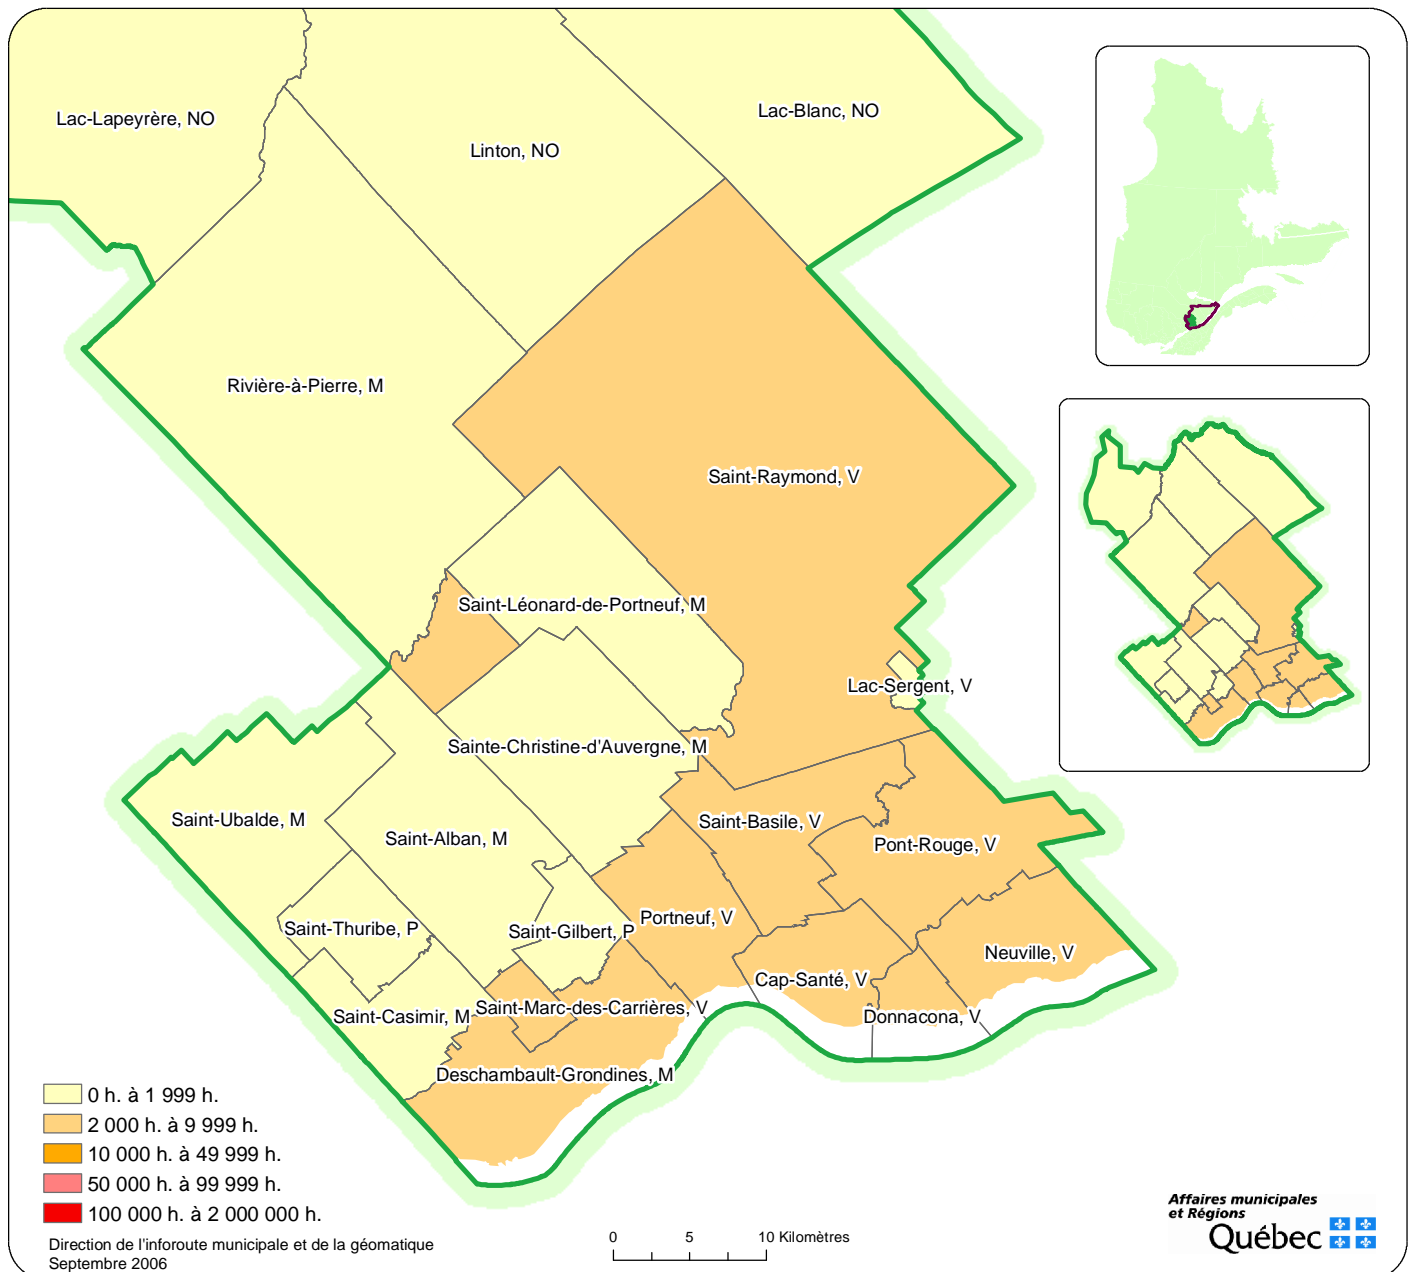 Lac-Lapeyrère, NO
Linton, NO
Lac-Blanc, NO
Rivière-à-Pierre, M
Saint-Raymond, V
Saint-Léonard-de-Portneuf, M
Lac-Sergent, V
Sainte-Christine-d'Auvergne, M
Saint-Ubalde, M
Saint-Alban, M
Saint-Basile, V
Pont-Rouge, V
Saint-Thuribe, P
Saint-Gilbert, P
Portneuf, V
Neuville, V
Cap-Santé, V
Saint-Casimir, M
Saint-Marc-des-Carrières, V
Donnacona, V
Deschambault-Grondines, M
0 h. à 1 999 h.
2 000 h. à 9 999 h.
10 000 h. à 49 999 h.
50 000 h. à 99 999 h.
100 000 h. à 2 000 000 h.
Direction de l'inforoute municipale et de la géomatique
Septembre 2006
0 5 10 Kilomètres
Affaires municipales
et Régions
Québec